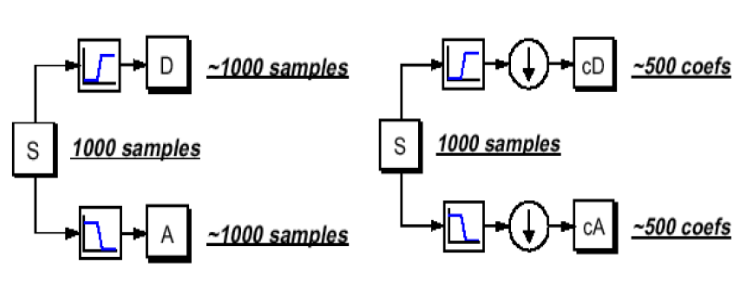 D ~1000 samples
S 1000 samples
A ~1000 samples
cD ~500 coefs
S 1000 samples
cA ~500 coefs